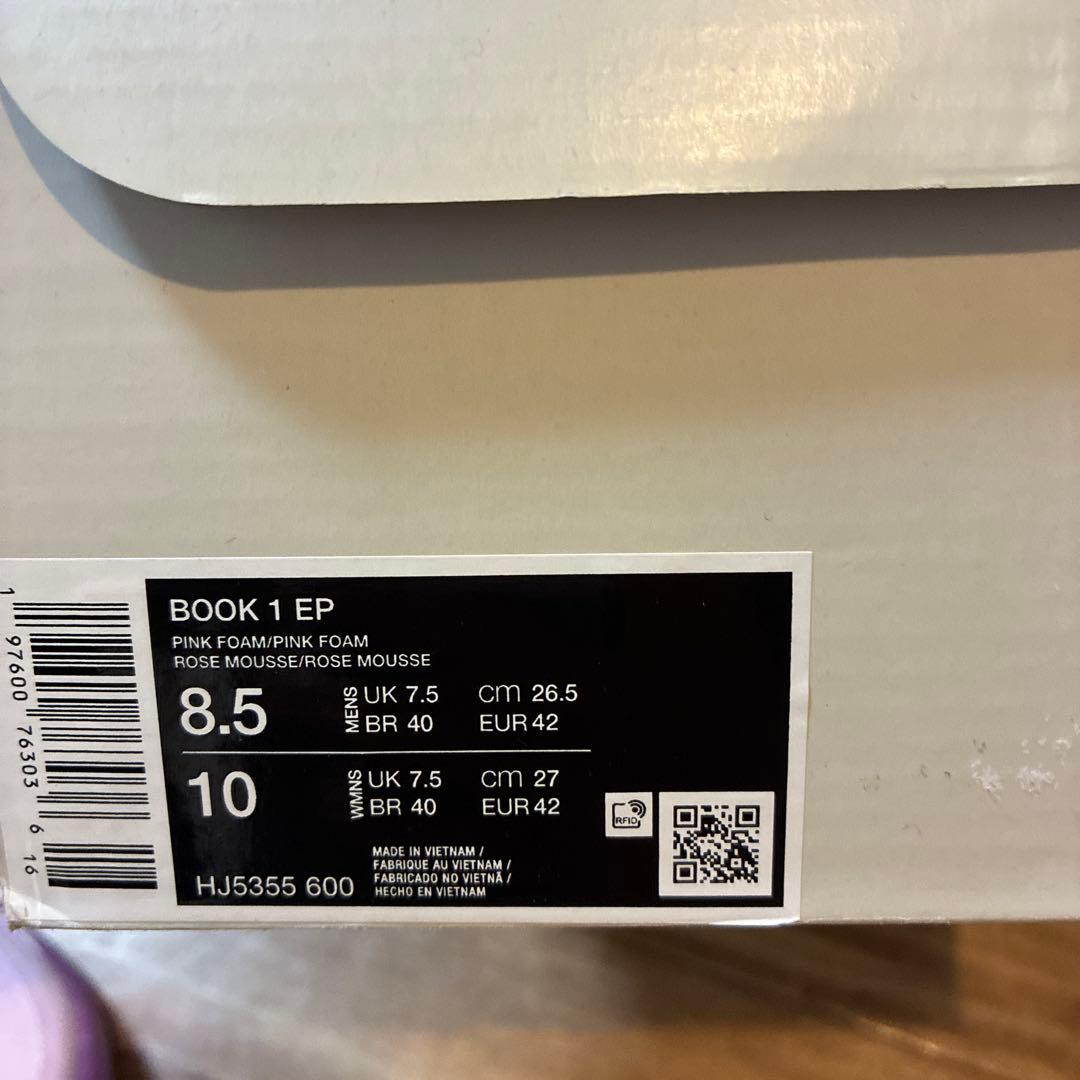 BOOK 1 EP
PINK FOAM/PINK FOAM
ROSE MOUSSE/ROSE MOUSSE
8.5 MENS UK 7.5 CM 26.5
BR 40 EUR 42
10 WMNS UK 7.5 CM 27
BR 40 EUR 42
RFID
MADE IN VIETNAM /
FABRIQUE AU VIETNAM /
FABRICADO NO VIETNÃ /
HECHO EN VIETNAM
HJ5355 600
1 97600 76303 6 16